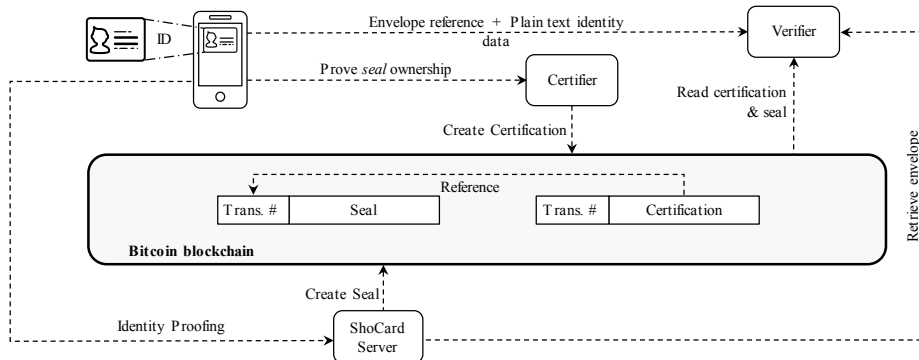 ID
Envelope reference + Plain text identity
data
Verifier
Prove seal ownership
Certifier
Read certification
& seal
Create Certification
Retrieve envelope
Reference
Trans. #
Seal
Trans. #
Certification
Bitcoin blockchain
Create Seal
Identity Proofing
ShoCard
Server